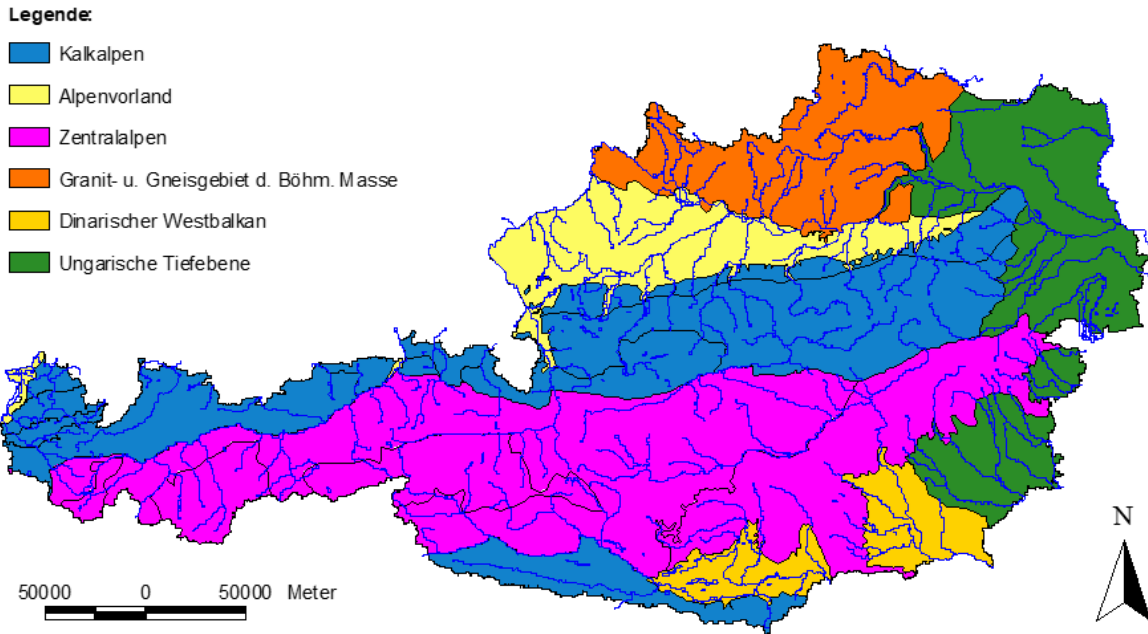 Legende:
Kalkalpen
Alpenvorland
Zentralalpen
Granit- u. Gneisgebiet d. Böhm. Masse
Dinarischer Westbalkan
Ungarische Tiefebene
N
50000 0 50000 Meter